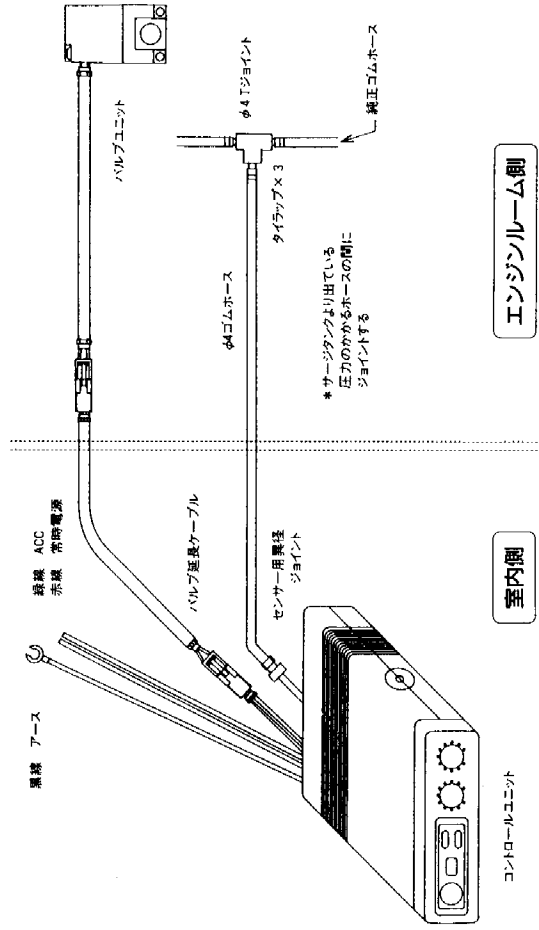 黒線 アース
緑線 ACC
赤線 常時電源
バルブ延長ケーブル
センサー用異径
ジョイント
コントロールユニット
室内側
バルブユニット
φ4Tジョイント
φ4ゴムホース
タイラップ×3
純正ゴムホース
*サージタンクより出ている
圧力のかかるホースの間に
ジョイントする
エンジンルーム側